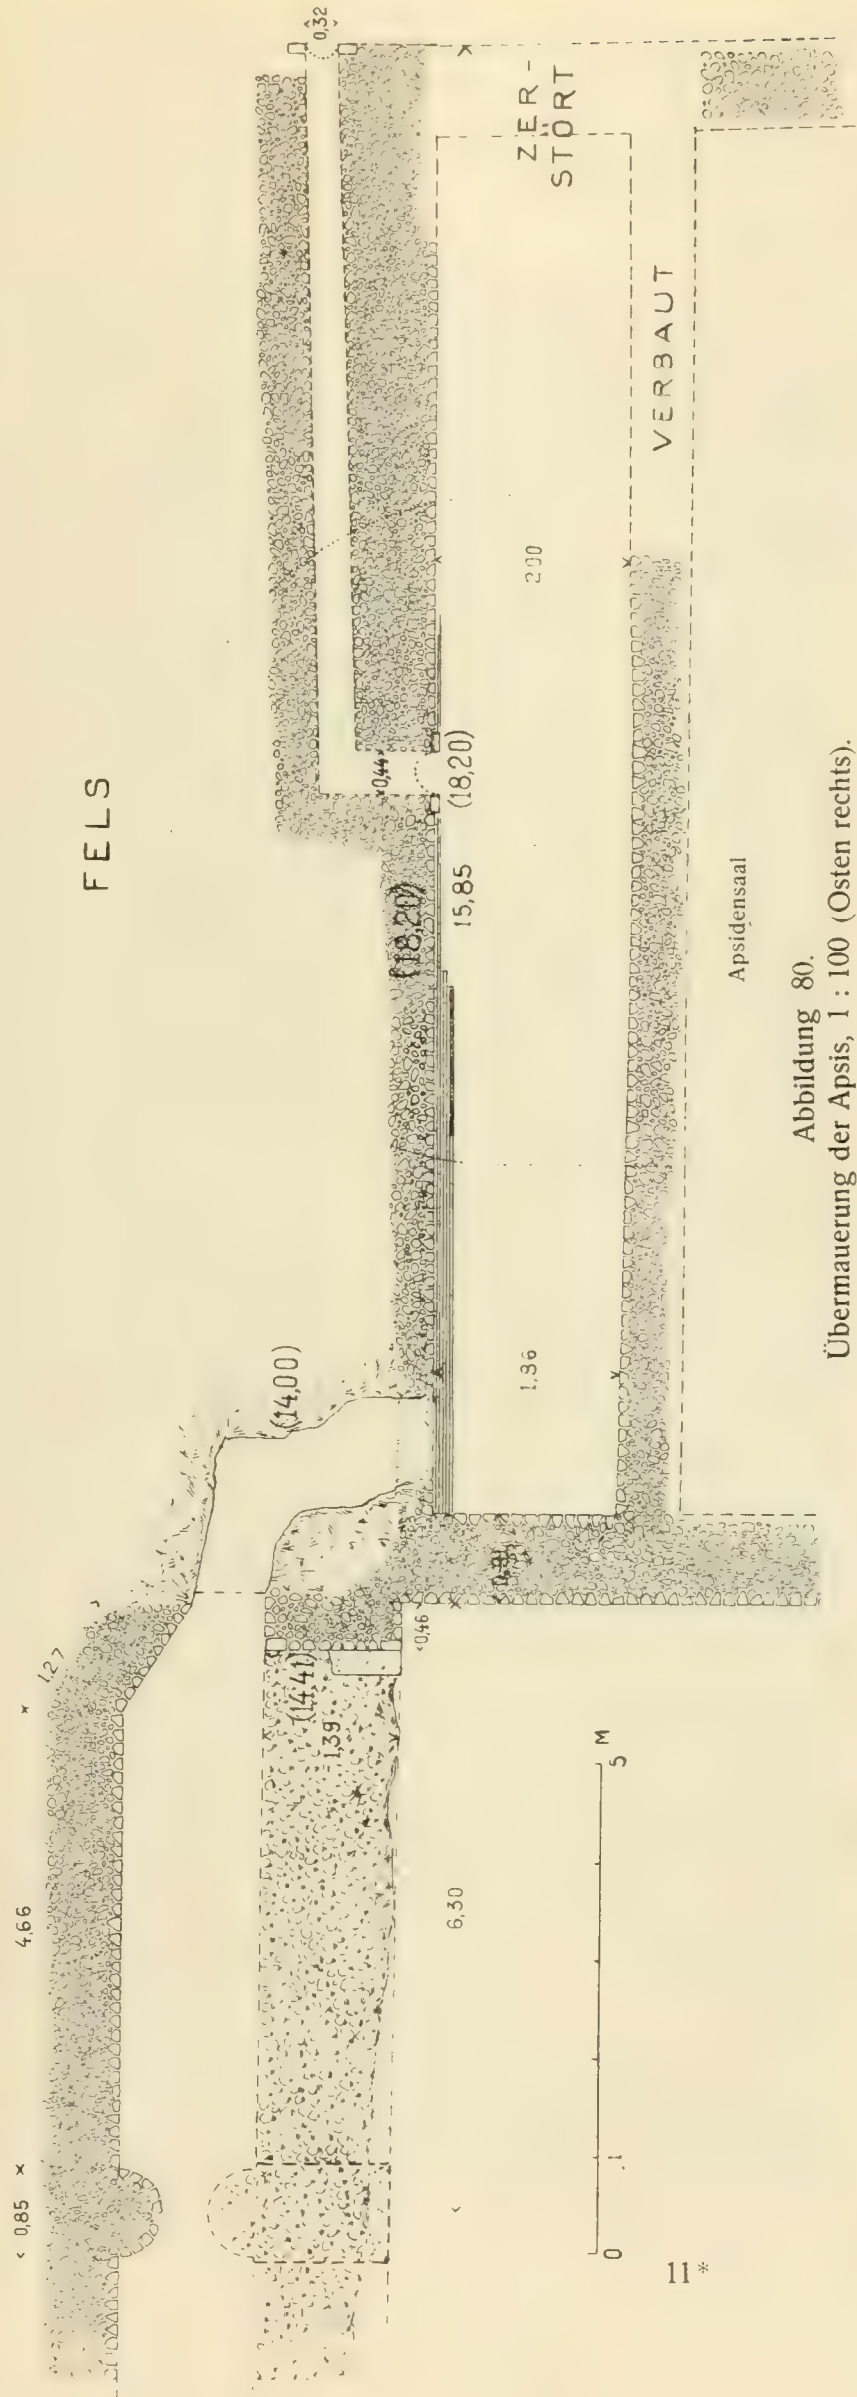 0,32
ZER-
STÖRT
VERBAUT
FELS
2 00
0,44
(18,20)
(18,20)
15,85
Apsidensaal
(14,00)
1,36
1.27
0,46
(14,41)
1,39
4,66
6,30
0,85
0
1
5
M
Abbildung 80.
Übermauerung der Apsis, 1 : 100 (Osten rechts).
11*